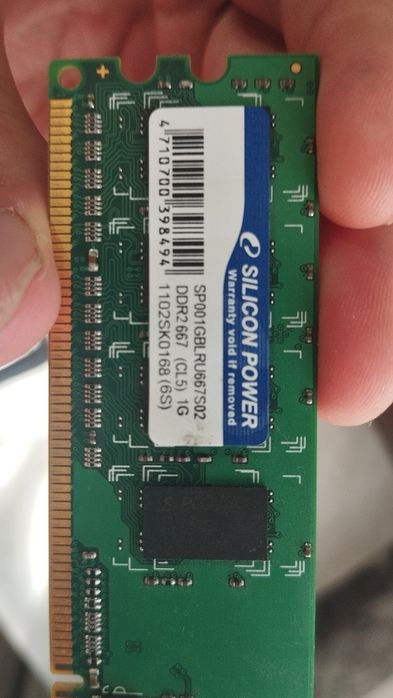 SILICON POWER
Warranty void if removed
SP001GBLRU667S02
DDR2 667 (CL5) 1G
1102SK0168 (6S)
4 710700 398494